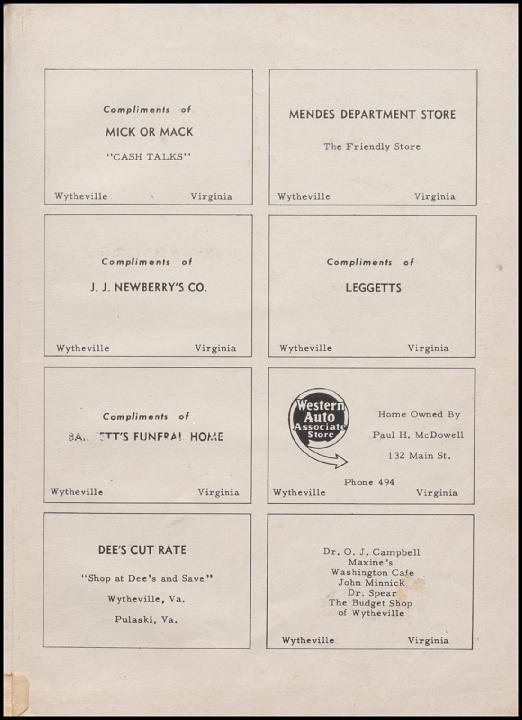 Compliments of
MICK OR MACK
"CASH TALKS"
Wytheville Virginia
MENDES DEPARTMENT STORE
The Friendly Store
Wytheville Virginia
Compliments of
J. J. NEWBERRY'S CO.
Wytheville Virginia
Compliments of
LEGGETTS
Wytheville Virginia
Compliments of
FUNERAL HOME
Wytheville Virginia
Western
Auto
Associate
Store
Home Owned By
Paul H. McDowell
132 Main St.
Phone 494
Wytheville Virginia
DEE'S CUT RATE
"Shop at Dee's and Save"
Wytheville, Va.
Pulaski, Va.
Dr. O. J. Campbell
Maxine's
Washington Cafe
John Minnick
Dr. Spear
The Budget Shop
of Wytheville
Wytheville Virginia